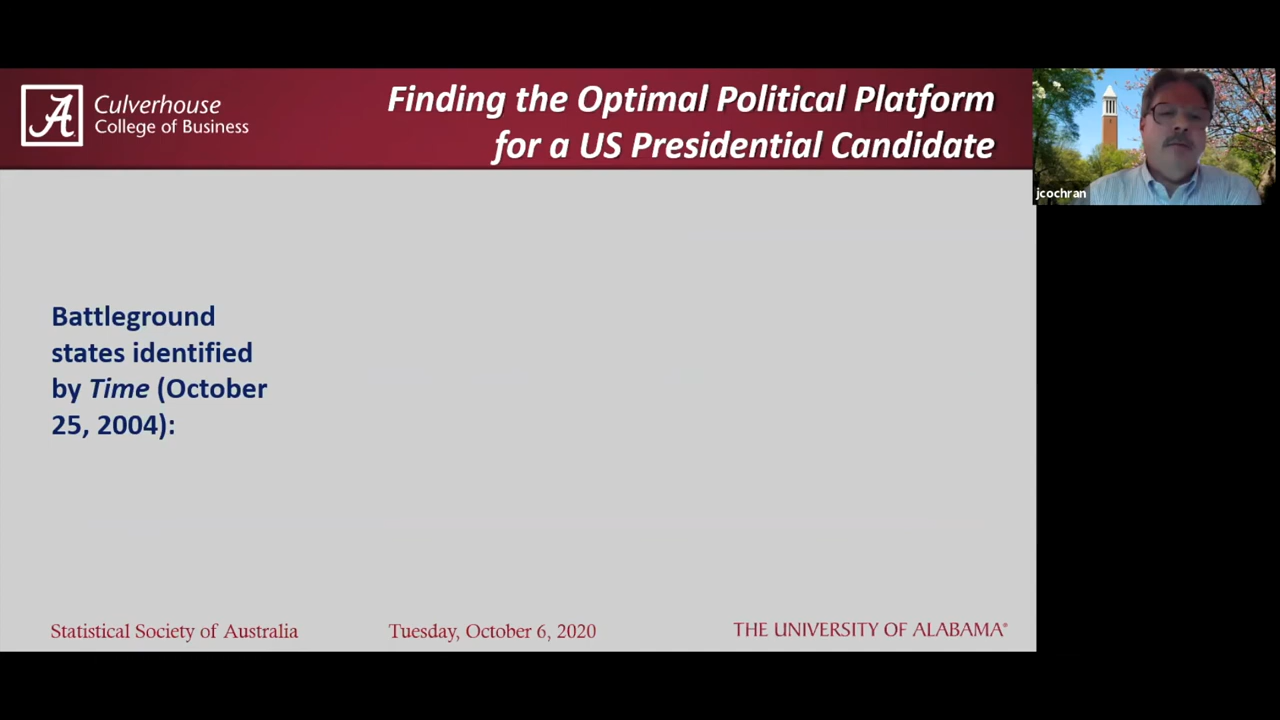 Culverhouse
College of Business
Finding the Optimal Political Platform
for a US Presidential Candidate
jcochran
Battleground
states identified
by Time (October
25, 2004):
Statistical Society of Australia
Tuesday, October 6, 2020
THE UNIVERSITY OF ALABAMA®